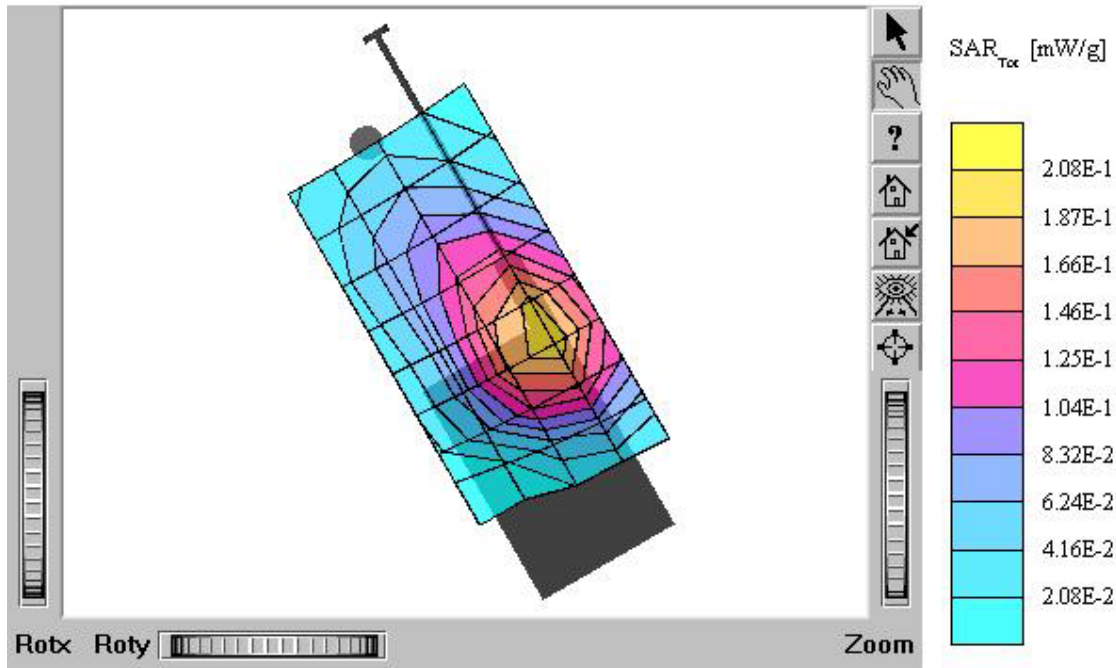 SAR_Tot [mW/g]
?
2.08E-1
1.87E-1
1.66E-1
1.46E-1
1.25E-1
1.04E-1
8.32E-2
6.24E-2
4.16E-2
2.08E-2
Rotx Roty Zoom